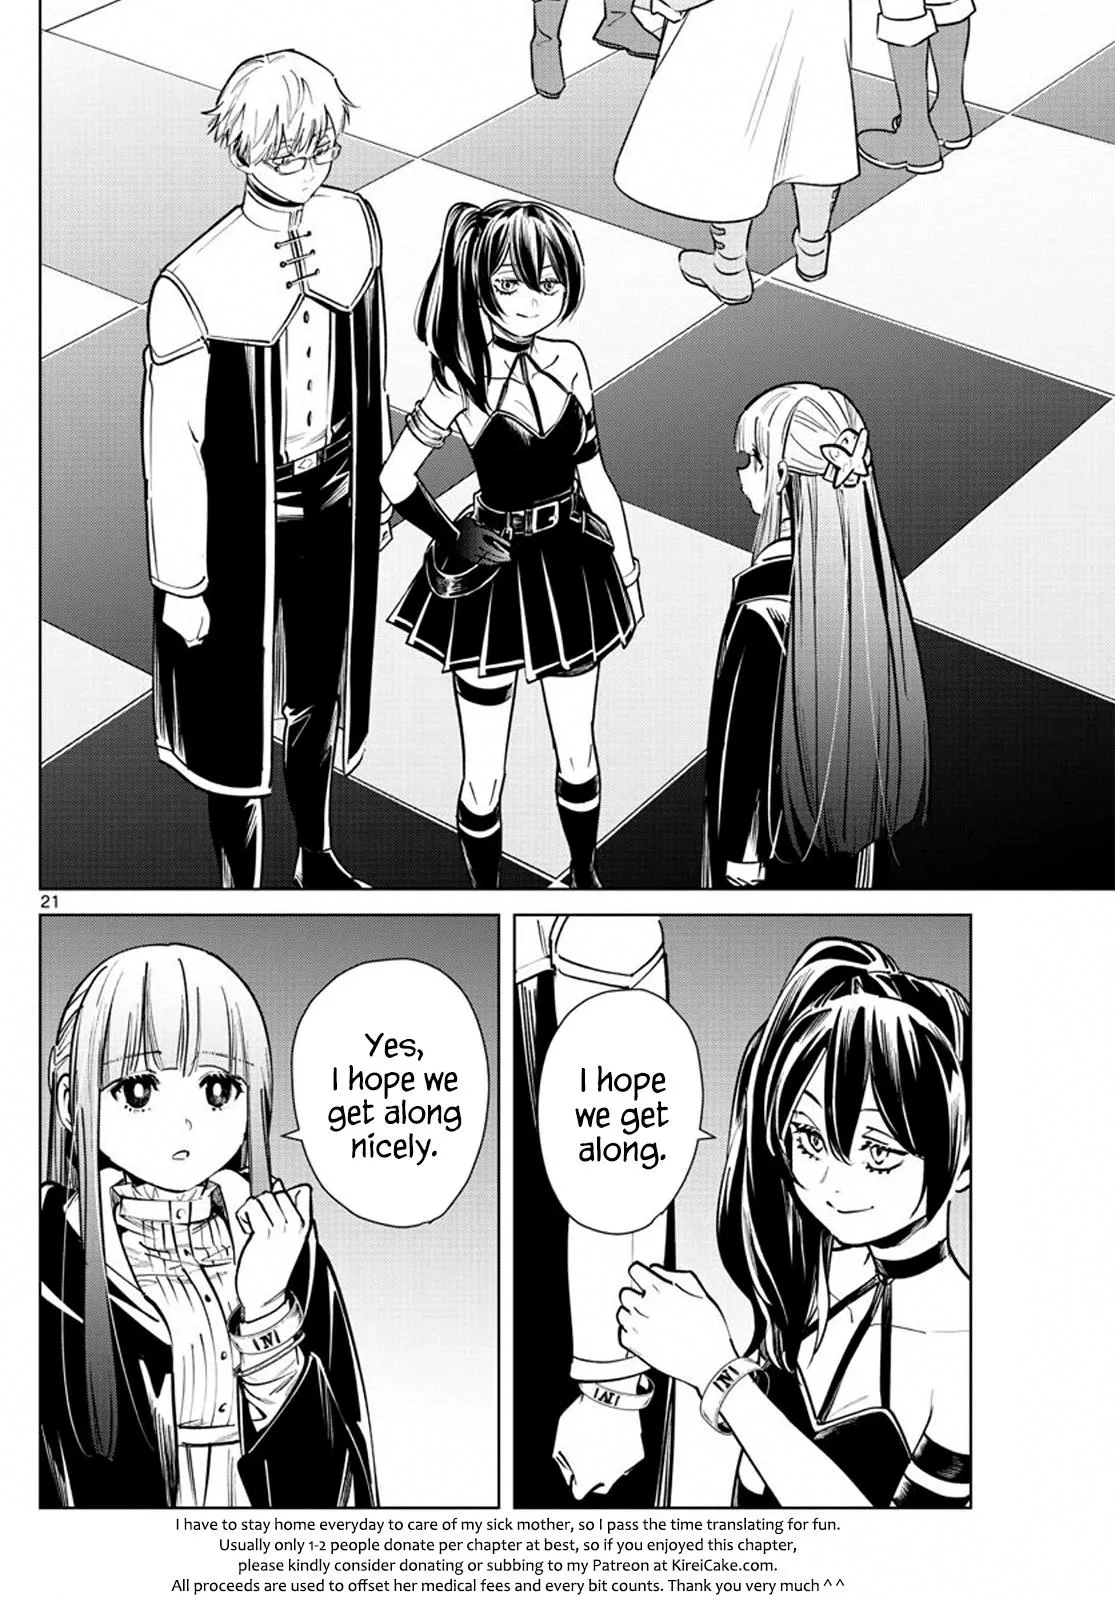 21
I hope
we get
along.
Yes,
I hope we
get along
nicely.
IVI
IVI
IVI
I have to stay home everyday to care of my sick mother, so I pass the time translating for fun.
Usually only 1-2 people donate per chapter at best, so if you enjoyed this chapter,
please kindly consider donating or subbing to my Patreon at KireiCake.com.
All proceeds are used to offset her medical fees and every bit counts. Thank you very much ^ ^